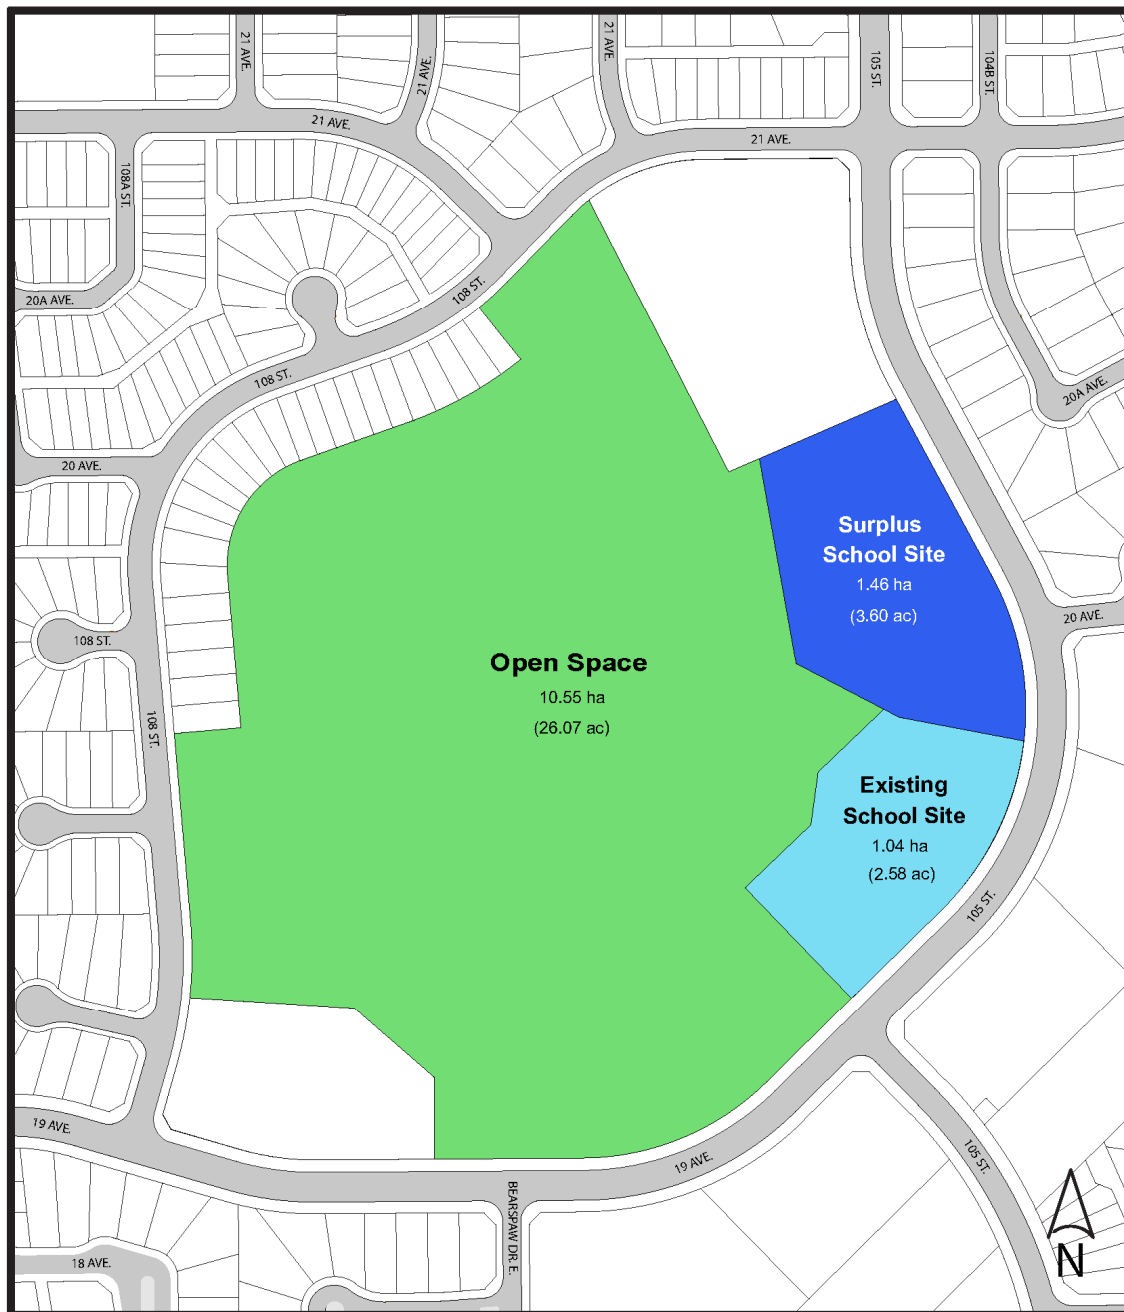 21 AVE.
21 AVE.
21 AVE.
105 ST.
104B ST.
21 AVE.
21 AVE.
108A ST.
20A AVE.
108 ST.
108 ST.
20A AVE.
20 AVE.
Surplus
School Site
1.46 ha
(3.60 ac)
20 AVE.
108 ST.
Open Space
10.55 ha
(26.07 ac)
108 ST.
Existing
School Site
1.04 ha
(2.58 ac)
105 ST.
19 AVE.
19 AVE.
105 ST.
BEARSPAW DR. E.
18 AVE.
N